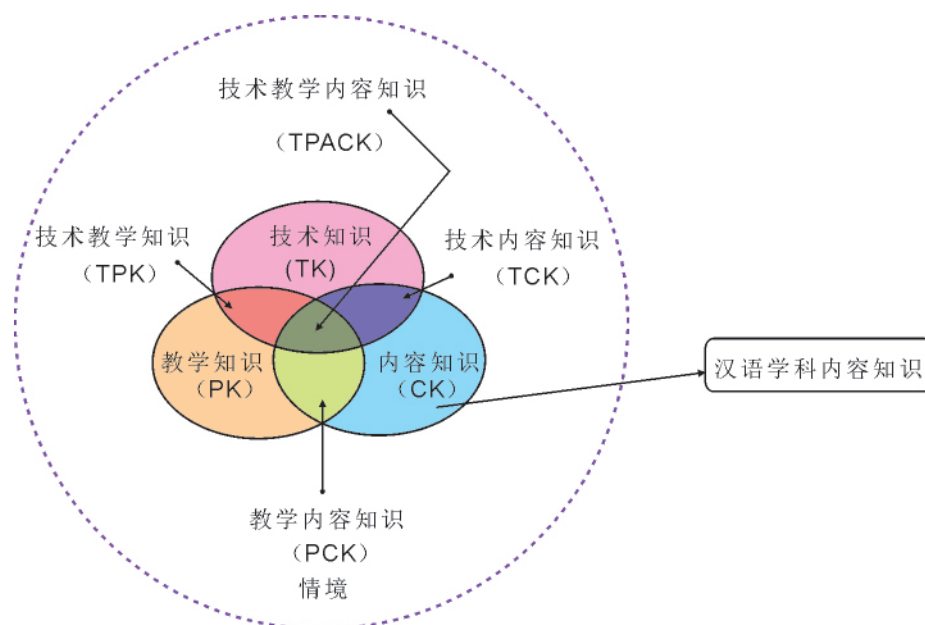 技术教学内容知识
（TPACK）
技术教学知识
（TPK）
技术知识
(TK)
技术内容知识
（TCK）
教学知识
(PK)
内容知识
(CK)
汉语学科内容知识
教学内容知识
（PCK）
情境